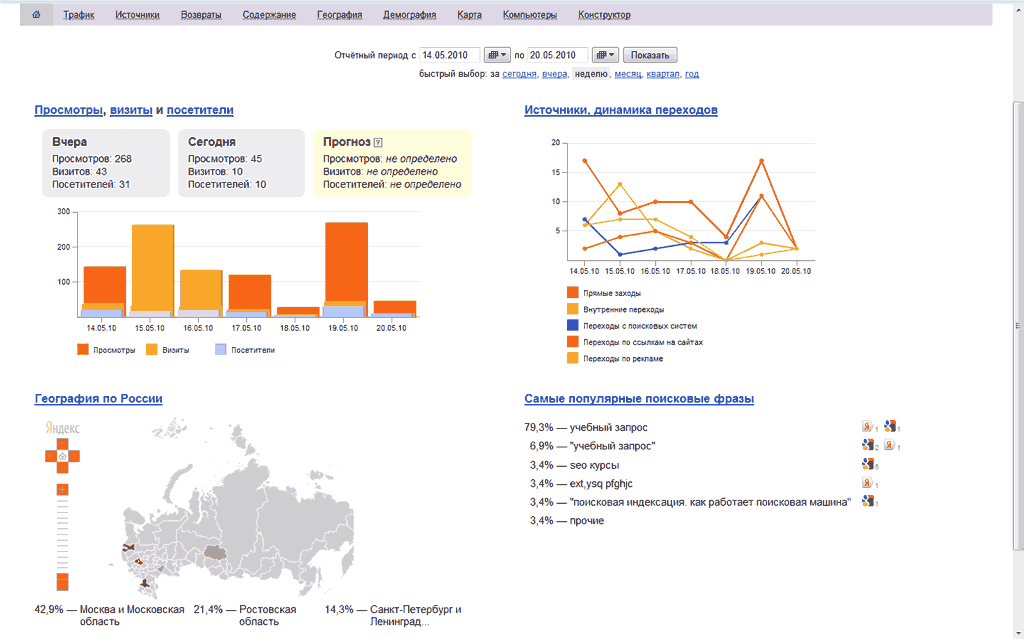 Трафик Источники Возвраты Содержание География Демография Карта Компьютеры Конструктор
Отчётный период с 14.05.2010 по 20.05.2010 Показать
быстрый выбор: за сегодня, вчера, неделю, месяц, квартал, год
Просмотры, визиты и посетители
Вчера
Просмотров: 268
Визитов: 43
Посетителей: 31
Сегодня
Просмотров: 45
Визитов: 10
Посетителей: 10
Прогноз ?
Просмотров: не определено
Визитов: не определено
Посетителей: не определено
300
200
100
14.05.10 15.05.10 16.05.10 17.05.10 18.05.10 19.05.10 20.05.10
Просмотры Визиты Посетители
Источники, динамика переходов
20
15
10
5
14.05.10 15.05.10 16.05.10 17.05.10 18.05.10 19.05.10 20.05.10
Прямые заходы
Внутренние переходы
Переходы с поисковых систем
Переходы по ссылкам на сайтах
Переходы по рекламе
География по России
Яндекс
42,9% — Москва и Московская область
21,4% — Ростовская область
14,3% — Санкт-Петербург и Ленинград...
Самые популярные поисковые фразы
79,3% — учебный запрос Я 1 1
6,9% — "учебный запрос" 2 Я 1
3,4% — seo курсы 5
3,4% — ext,ysq pfghjc Я 1
3,4% — "поисковая индексация. как работает поисковая машина" 1
3,4% — прочие